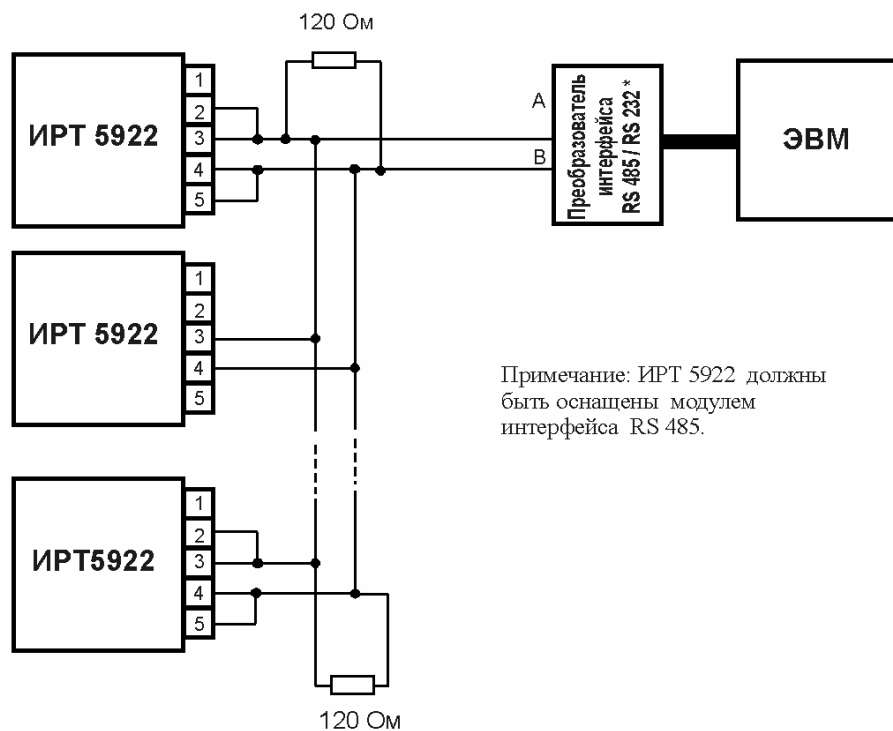 120 Ом
ИРТ 5922
1
2
3
4
5
A
B
Преобразователь
интерфейса
RS 485 / RS 232 *
ЭВМ
ИРТ 5922
1
2
3
4
5
Примечание: ИРТ 5922 должны
быть оснащены модулем
интерфейса RS 485.
ИРТ5922
1
2
3
4
5
120 Ом